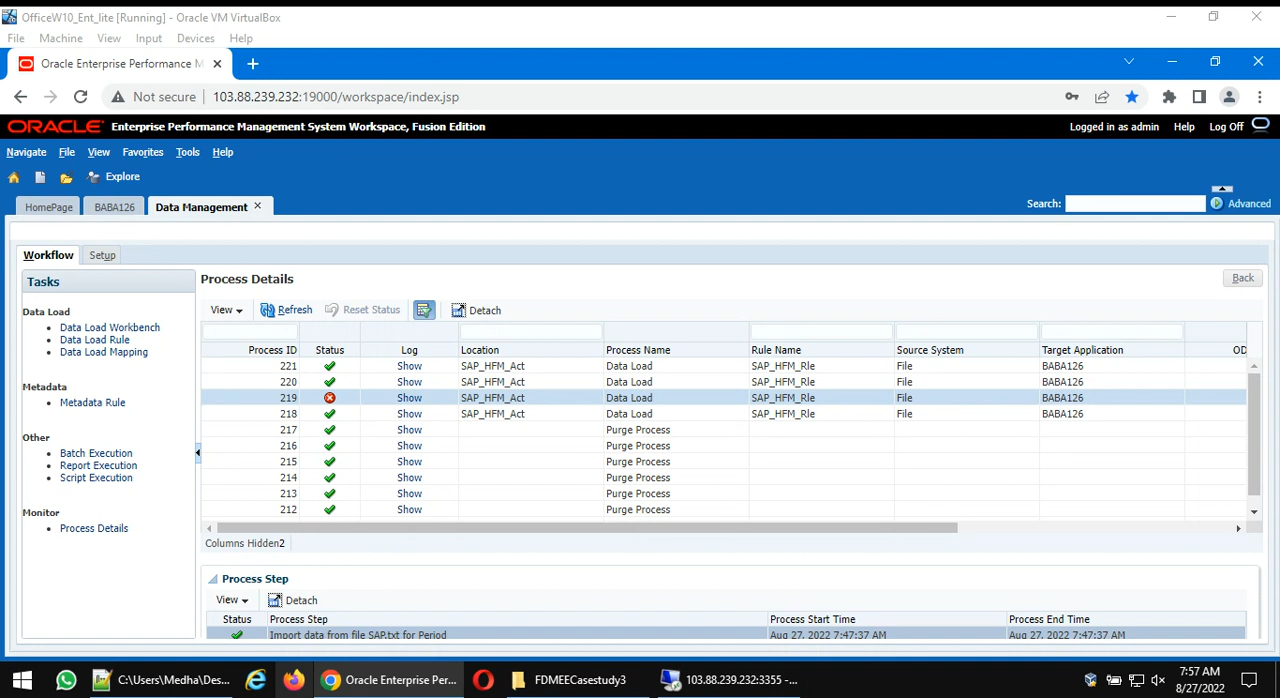 OfficeW10_Ent_lite [Running] - Oracle VM VirtualBox
File Machine View Input Devices Help
Oracle Enterprise Performance M
Not secure 103.88.239.232:19000/workspace/index.jsp
ORACLE Enterprise Performance Management System Workspace, Fusion Edition Logged in as admin Help Log Off
Navigate File View Favorites Tools Help
Explore
HomePage BABA126 Data Management Search: Advanced
Workflow Setup
Tasks
Data Load
Data Load Workbench
Data Load Rule
Data Load Mapping
Metadata
Metadata Rule
Other
Batch Execution
Report Execution
Script Execution
Monitor
Process Details
Process Details Back
View Refresh Reset Status Detach
Process ID Status Log Location Process Name Rule Name Source System Target Application OD
221 Show SAP_HFM_Act Data Load SAP_HFM_Rle File BABA126
220 Show SAP_HFM_Act Data Load SAP_HFM_Rle File BABA126
219 Show SAP_HFM_Act Data Load SAP_HFM_Rle File BABA126
218 Show SAP_HFM_Act Data Load SAP_HFM_Rle File BABA126
217 Show Purge Process
216 Show Purge Process
215 Show Purge Process
214 Show Purge Process
213 Show Purge Process
212 Show Purge Process
Columns Hidden2
Process Step
View Detach
Status Process Step Process Start Time Process End Time
Import data from file SAP.txt for Period Aug 27, 2022 7:47:37 AM Aug 27, 2022 7:47:37 AM
C:\Users\Medha\Des... Oracle Enterprise Per... FDMEECasestudy3 103.88.239.232:3355 -...
7:57 AM
8/27/2022